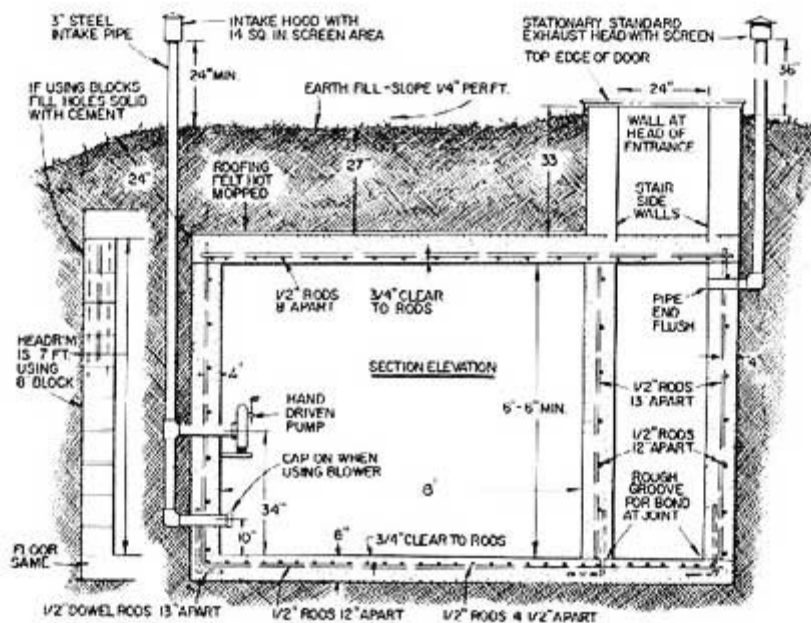 3" STEEL
INTAKE PIPE
INTAKE HOOD WITH
14 SQ. IN SCREEN AREA
STATIONARY STANDARD
EXHAUST HEAD WITH SCREEN
TOP EDGE OF DOOR
24" MIN.
36"
IF USING BLOCKS
FILL HOLES SOLID
WITH CEMENT
EARTH FILL - SLOPE 1/4" PER FT.
24"
WALL AT
HEAD OF
ENTRANCE
24"
ROOFING
FELT HOT
MOPPED
27"
33
STAIR
SIDE
WALLS
1/2" RODS
8 APART
3/4" CLEAR
TO RODS
PIPE
END
FLUSH
HEADR'M
IS 7 FT.
USING
8" BLOCK
SECTION ELEVATION
4"
HAND
DRIVEN
PUMP
6'-6" MIN.
1/2" RODS
13" APART
1/2" RODS
12" APART
CAP ON WHEN
USING BLOWER
8'
34"
ROUGH
GROOVE
FOR BOND
AT JOINT
10"
6"
3/4" CLEAR TO RODS
FLOOR
SAME
1/2" DOWEL RODS 13" APART
1/2" RODS 12" APART
1/2" RODS 4 1/2" APART